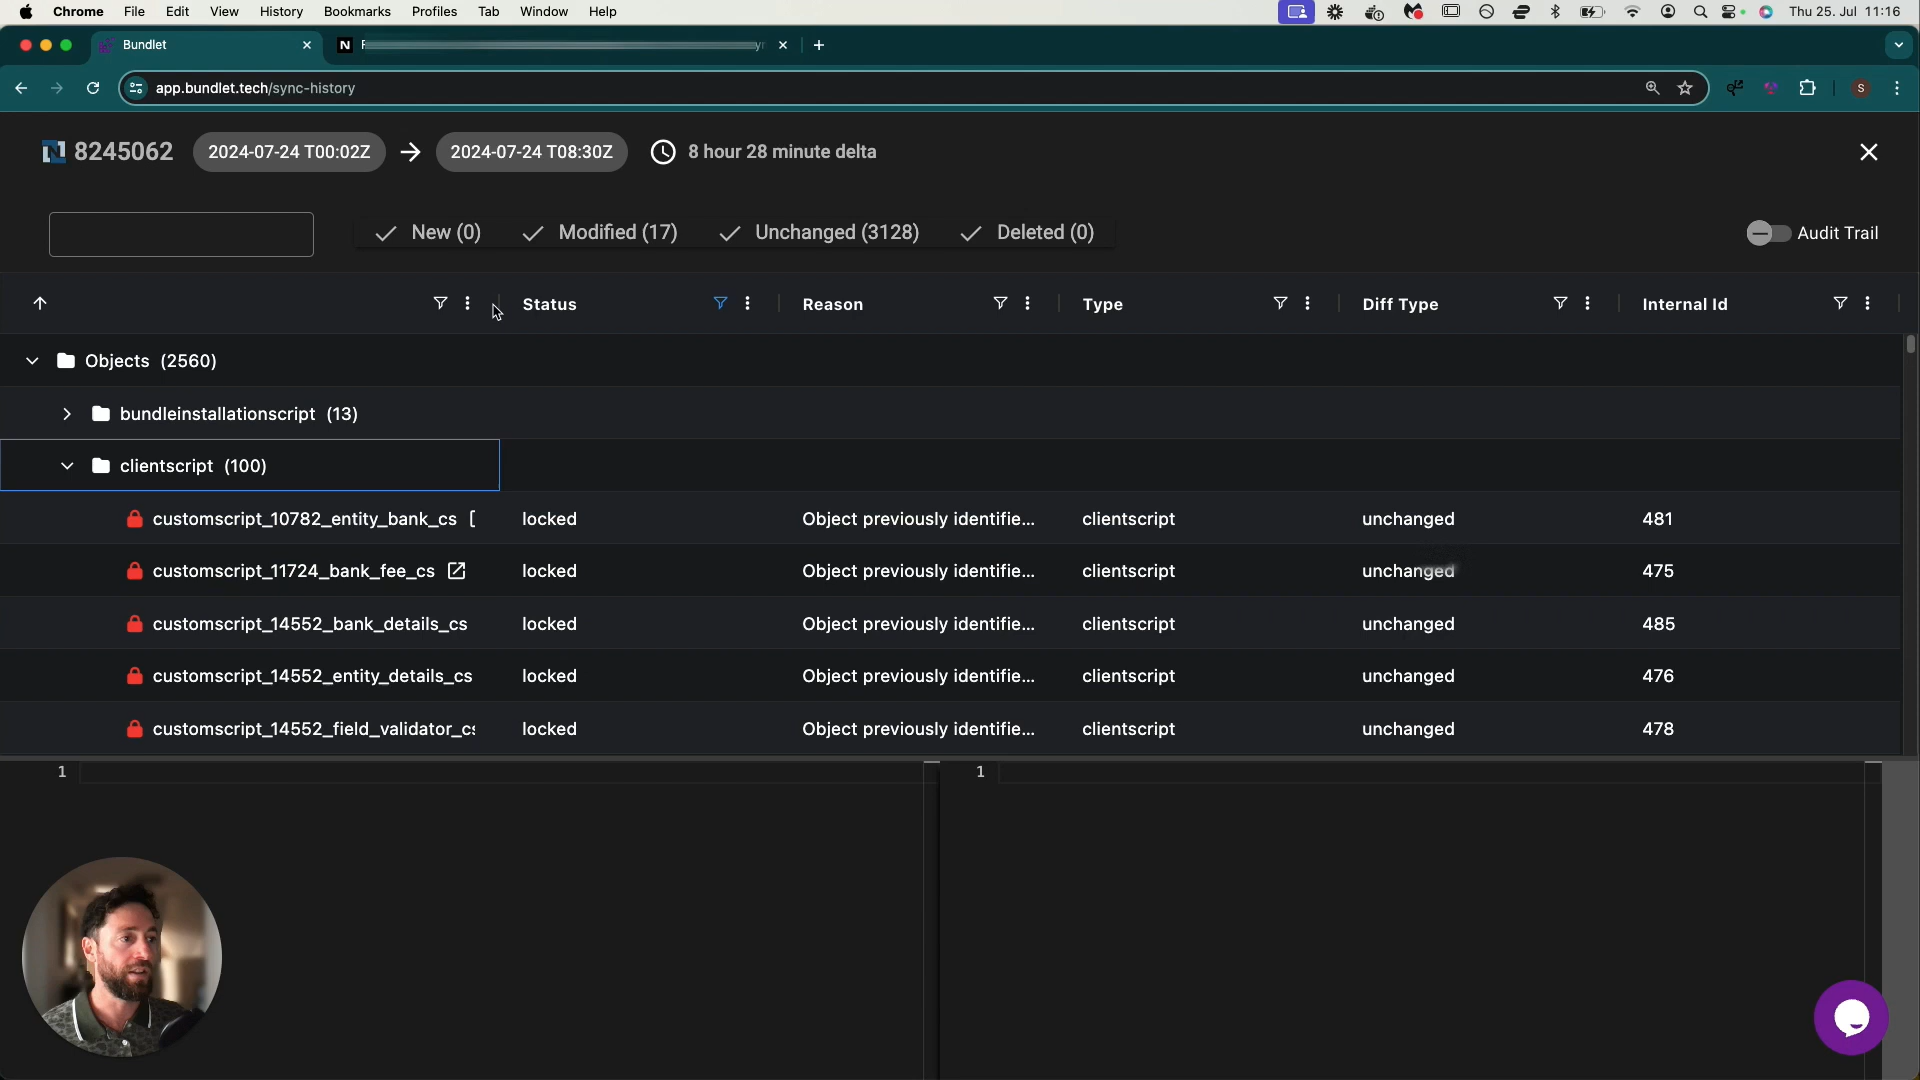 Chrome File Edit View History Bookmarks Profiles Tab Window Help Thu 25. Jul 11:16
Bundlet
app.bundlet.tech/sync-history S
8245062 2024-07-24 T00:02Z 2024-07-24 T08:30Z 8 hour 28 minute delta
New (0) Modified (17) Unchanged (3128) Deleted (0) Audit Trail
Status Reason Type Diff Type Internal Id
Objects (2560)
bundleinstallationscript (13)
clientscript (100)
customscript_10782_entity_bank_cs locked Object previously identifie... clientscript unchanged 481
customscript_11724_bank_fee_cs locked Object previously identifie... clientscript unchanged 475
customscript_14552_bank_details_cs locked Object previously identifie... clientscript unchanged 485
customscript_14552_entity_details_cs locked Object previously identifie... clientscript unchanged 476
customscript_14552_field_validator_cs locked Object previously identifie... clientscript unchanged 478
1 1